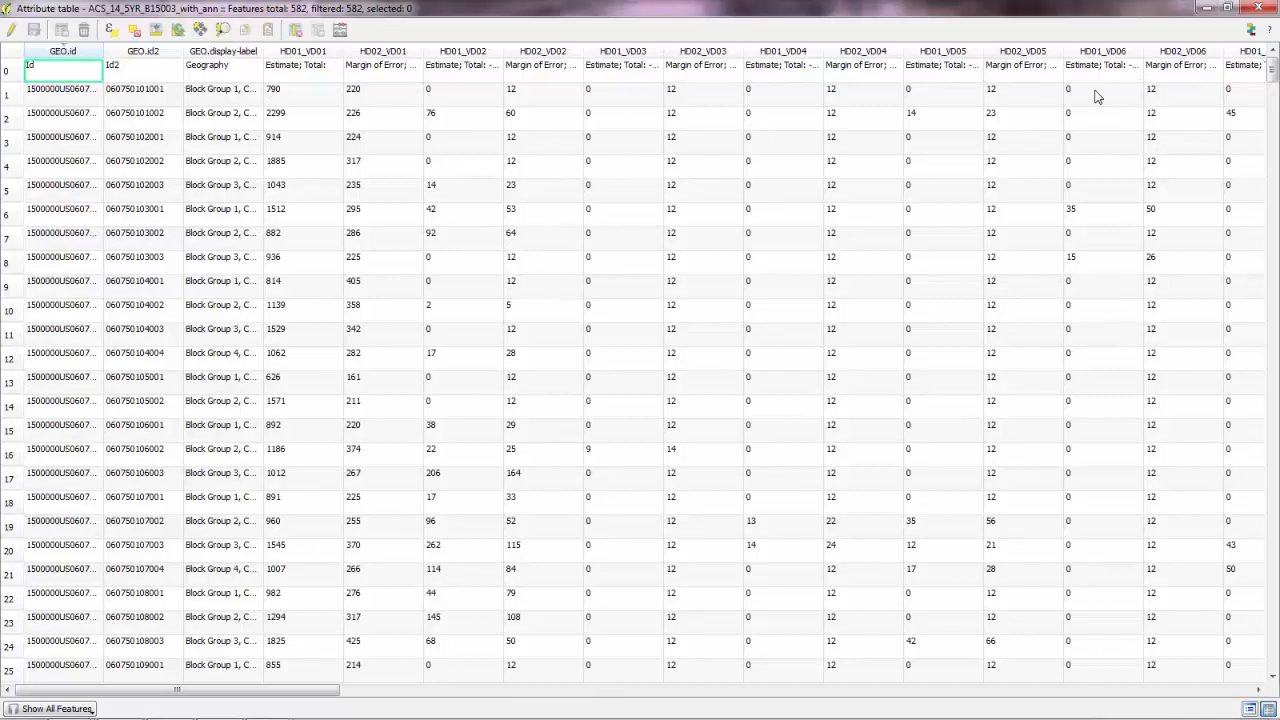 Attribute table - ACS_14_5YR_B15003_with_ann :: Features total: 582, filtered: 582, selected: 0
GEO.id GEO.id2 GEO.display-label HD01_VD01 HD02_VD01 HD01_VD02 HD02_VD02 HD01_VD03 HD02_VD03 HD01_VD04 HD02_VD04 HD01_VD05 HD02_VD05 HD01_VD06 HD02_VD06 HD01_
0 Id Id2 Geography Estimate; Total: Margin of Error; ... Estimate; Total: -... Margin of Error; ... Estimate; Total: -... Margin of Error; ... Estimate; Total: -... Margin of Error; ... Estimate; Total: -... Margin of Error; ... Estimate; Total: -... Margin of Error; ... Estimate; T
1 1500000US0607... 060750101001 Block Group 1, C... 790 220 0 12 0 12 0 12 0 12 0 12 0
2 1500000US0607... 060750101002 Block Group 2, C... 2299 226 76 60 0 12 0 12 14 23 0 12 45
3 1500000US0607... 060750102001 Block Group 1, C... 914 224 0 12 0 12 0 12 0 12 0 12 0
4 1500000US0607... 060750102002 Block Group 2, C... 1885 317 0 12 0 12 0 12 0 12 0 12 0
5 1500000US0607... 060750102003 Block Group 3, C... 1043 235 14 23 0 12 0 12 0 12 0 12 0
6 1500000US0607... 060750103001 Block Group 1, C... 1512 295 42 53 0 12 0 12 0 12 35 50 0
7 1500000US0607... 060750103002 Block Group 2, C... 882 286 92 64 0 12 0 12 0 12 0 12 0
8 1500000US0607... 060750103003 Block Group 3, C... 936 225 0 12 0 12 0 12 0 12 15 26 0
9 1500000US0607... 060750104001 Block Group 1, C... 814 405 0 12 0 12 0 12 0 12 0 12 0
10 1500000US0607... 060750104002 Block Group 2, C... 1139 358 2 5 0 12 0 12 0 12 0 12 0
11 1500000US0607... 060750104003 Block Group 3, C... 1529 342 0 12 0 12 0 12 0 12 0 12 0
12 1500000US0607... 060750104004 Block Group 4, C... 1062 282 17 28 0 12 0 12 0 12 0 12 0
13 1500000US0607... 060750105001 Block Group 1, C... 626 161 0 12 0 12 0 12 0 12 0 12 0
14 1500000US0607... 060750105002 Block Group 2, C... 1571 211 0 12 0 12 0 12 0 12 0 12 0
15 1500000US0607... 060750106001 Block Group 1, C... 892 220 38 29 0 12 0 12 0 12 0 12 0
16 1500000US0607... 060750106002 Block Group 2, C... 1186 374 22 25 9 14 0 12 0 12 0 12 0
17 1500000US0607... 060750106003 Block Group 3, C... 1012 267 206 164 0 12 0 12 0 12 0 12 0
18 1500000US0607... 060750107001 Block Group 1, C... 891 225 17 33 0 12 0 12 0 12 0 12 0
19 1500000US0607... 060750107002 Block Group 2, C... 960 255 96 52 0 12 13 22 35 56 0 12 0
20 1500000US0607... 060750107003 Block Group 3, C... 1545 370 262 115 0 12 14 24 12 21 0 12 43
21 1500000US0607... 060750107004 Block Group 4, C... 1007 266 114 84 0 12 0 12 17 28 0 12 50
22 1500000US0607... 060750108001 Block Group 1, C... 982 276 44 79 0 12 0 12 0 12 0 12 0
23 1500000US0607... 060750108002 Block Group 2, C... 1294 317 145 108 0 12 0 12 0 12 0 12 0
24 1500000US0607... 060750108003 Block Group 3, C... 1825 425 68 50 0 12 0 12 42 66 0 12 0
25 1500000US0607... 060750109001 Block Group 1, C... 855 214 0 12 0 12 0 12 0 12 0 12 0
Show All Features